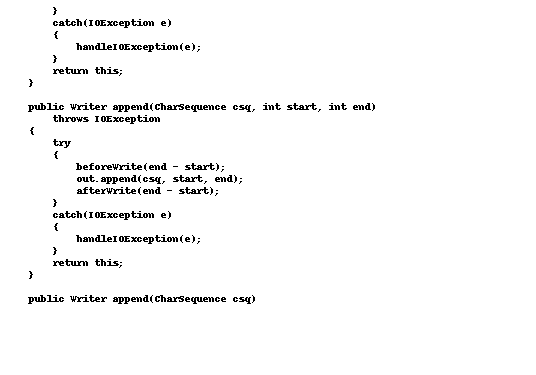 }
    catch(IOException e)
    {
        handleIOException(e);
    }
    return this;
}

public Writer append(CharSequence csq, int start, int end)
    throws IOException
{
    try
    {
        beforeWrite(end - start);
        out.append(csq, start, end);
        afterWrite(end - start);
    }
    catch(IOException e)
    {
        handleIOException(e);
    }
    return this;
}

public Writer append(CharSequence csq)